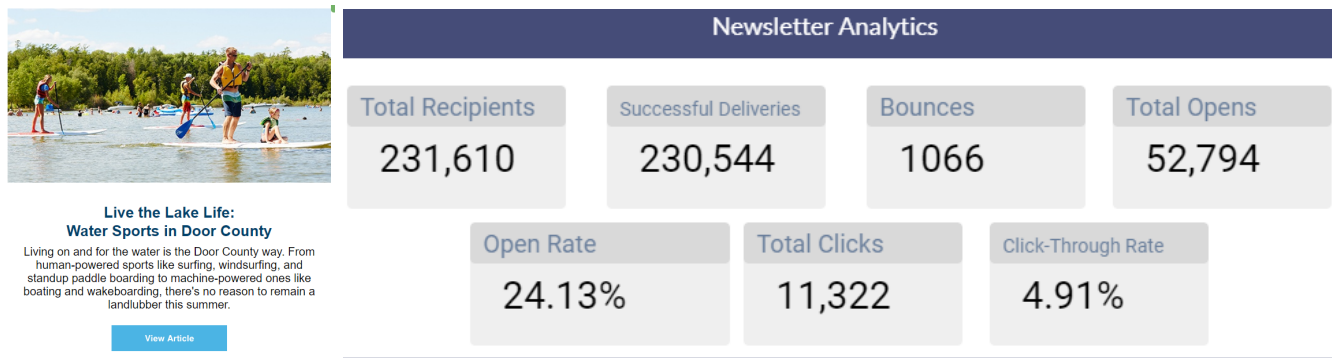 Live the Lake Life:
Water Sports in Door County
Living on and for the water is the Door County way. From
human-powered sports like surfing, windsurfing, and
standup paddle boarding to machine-powered ones like
boating and wakeboarding, there's no reason to remain a
landlubber this summer.
View Article
Newsletter Analytics
Total Recipients
231,610
Successful Deliveries
230,544
Bounces
1066
Total Opens
52,794
Open Rate
24.13%
Total Clicks
11,322
Click-Through Rate
4.91%